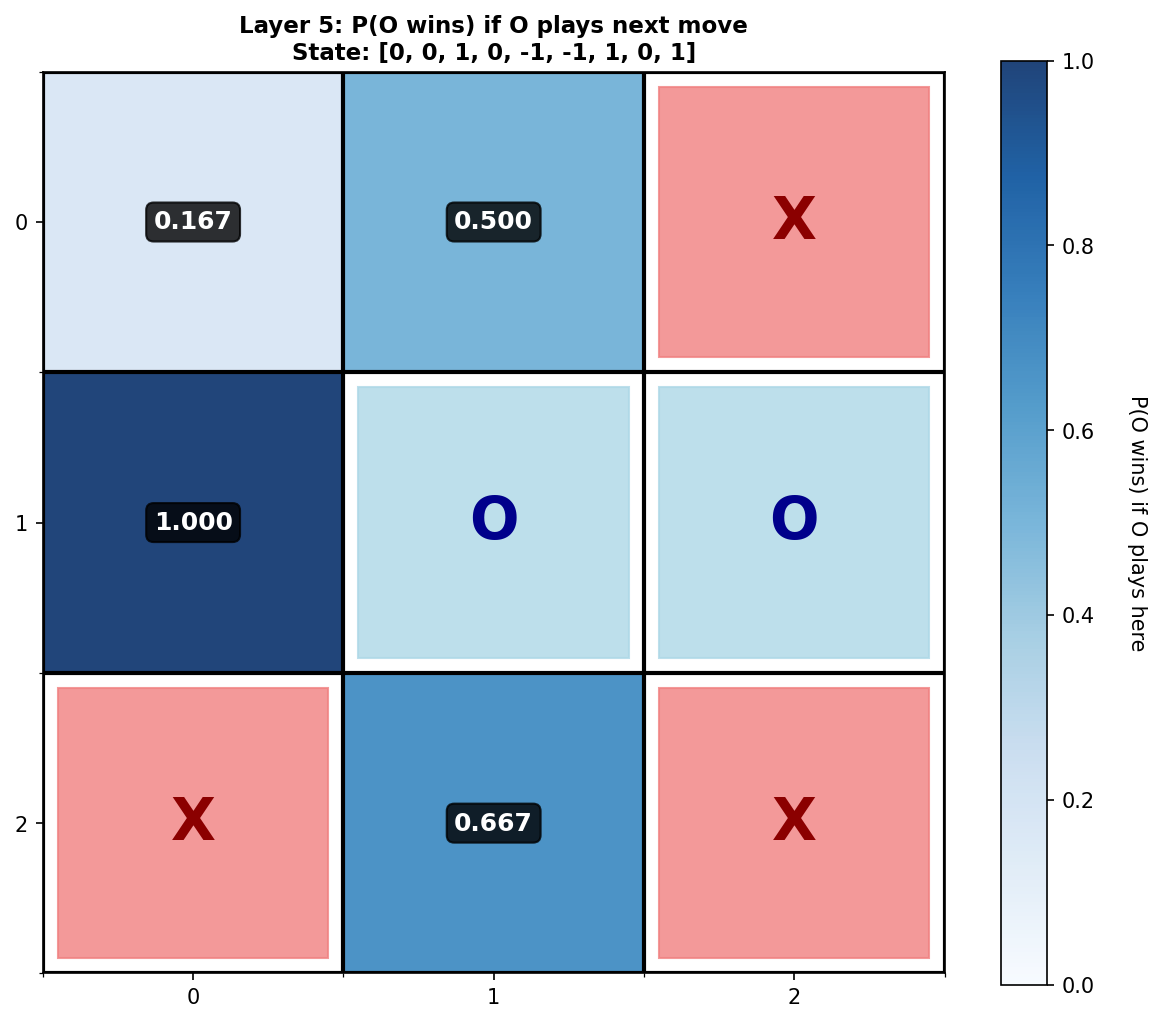 Layer 5: P(O wins) if O plays next move
State: [0, 0, 1, 0, -1, -1, 1, 0, 1]
0.167
0.500
X
1.000
O
O
X
0.667
X
0
1
2
0
1
2
1.0
0.8
0.6
0.4
0.2
0.0
P(O wins) if O plays here